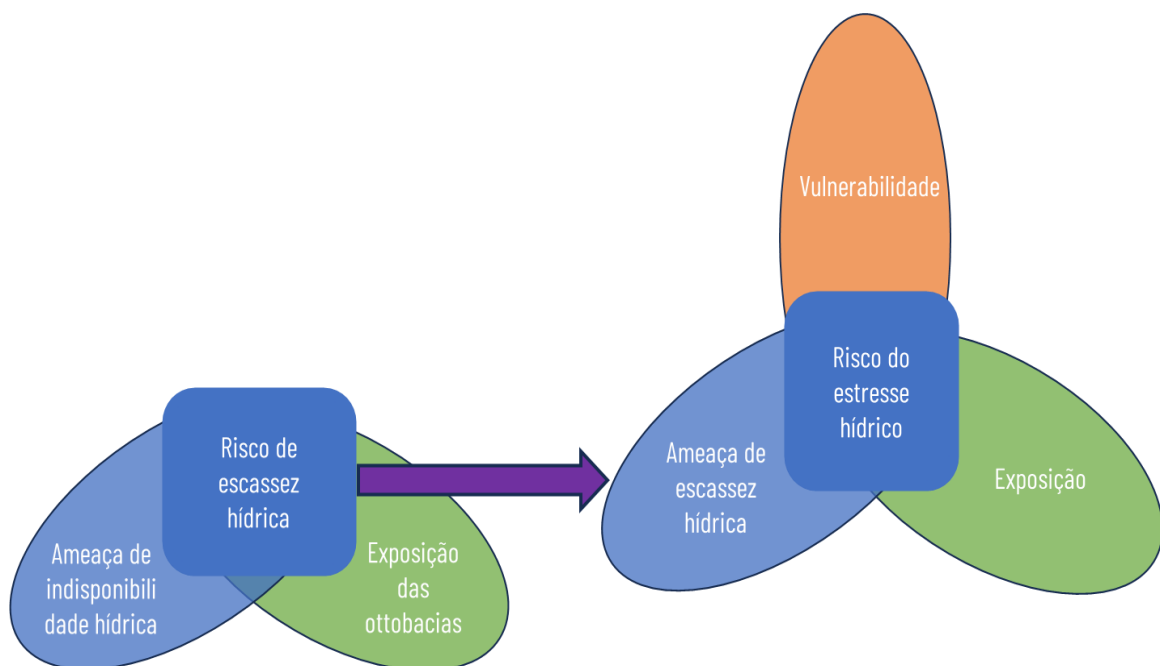 Vulnerabilidade
Risco do
estresse
hídrico
Ameaça de
escassez
hídrica
Exposição
Risco de
escassez
hídrica
Ameaça de
indisponibili
dade hídrica
Exposição
das
ottobacias